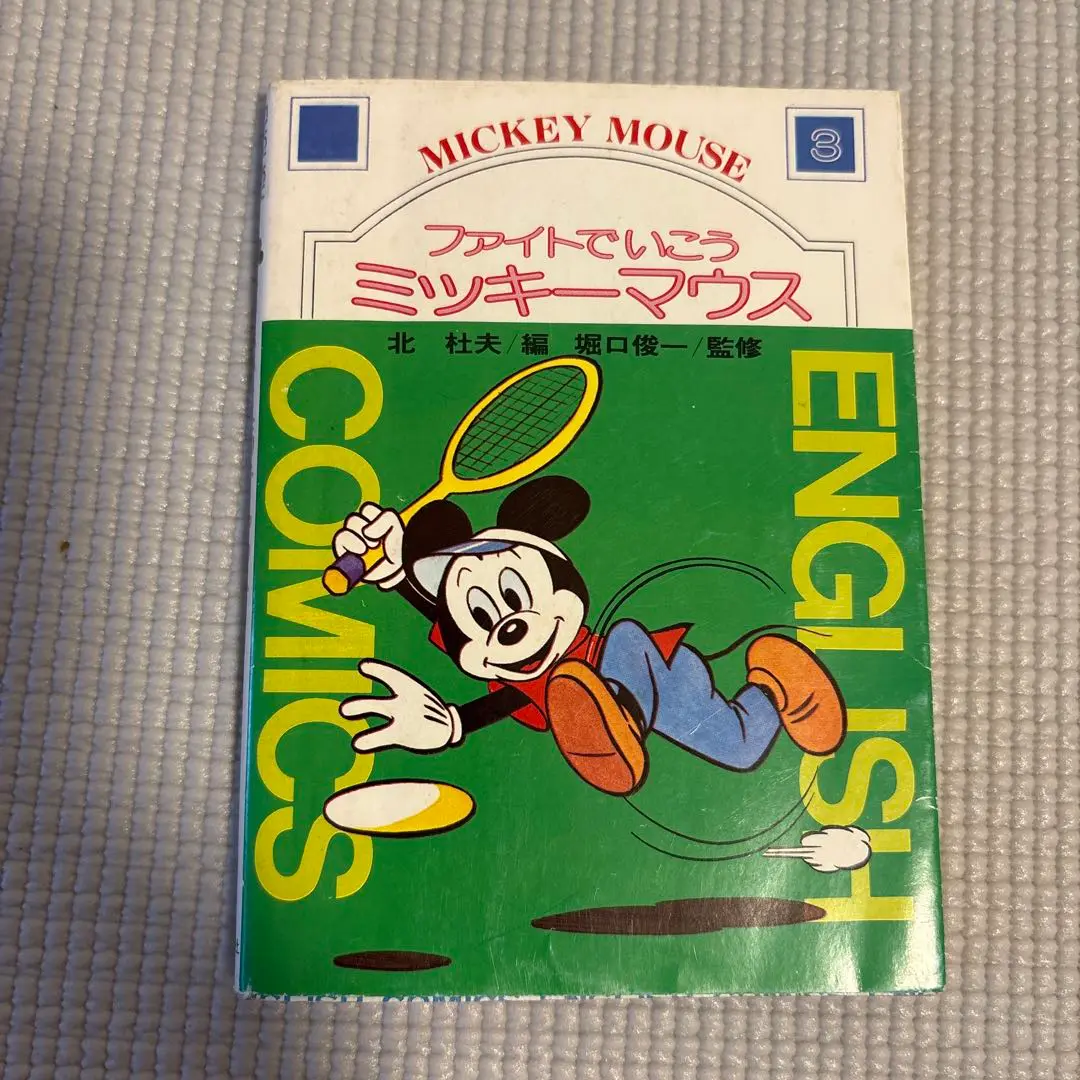 MICKEY MOUSE
3
ファイトでいこう
ミッキーマウス
北 杜夫/編 堀口俊一/監修
ENGLISH
COMICS